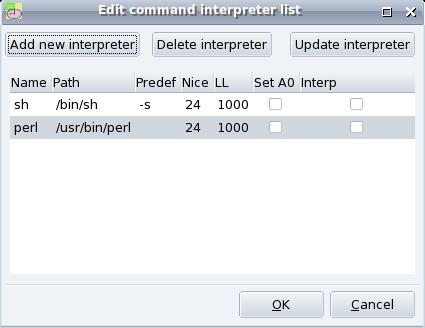 Edit command interpreter list
Add new interpreter Delete interpreter Update interpreter
Name Path Predef Nice LL Set A0 Interp
sh /bin/sh -s 24 1000
perl /usr/bin/perl 24 1000
OK Cancel